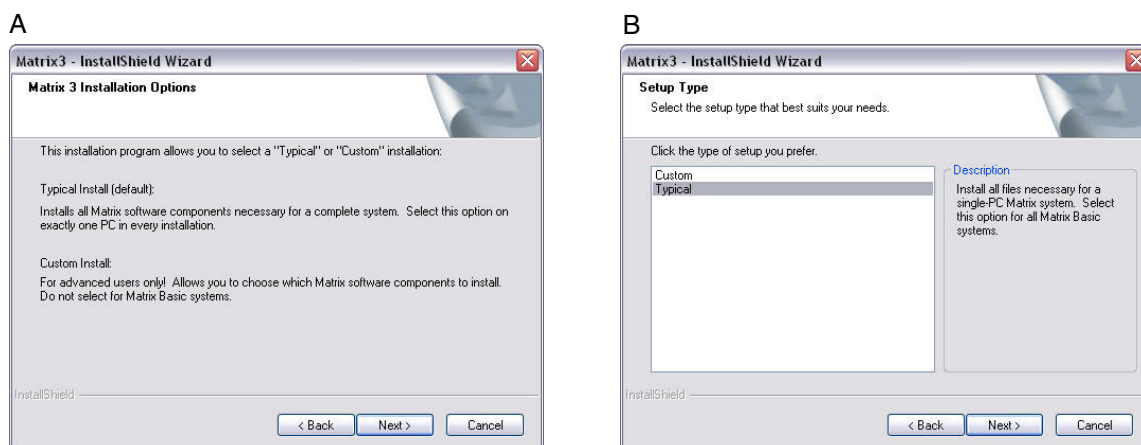 A
Matrix3 - InstallShield Wizard
Matrix 3 Installation Options
This installation program allows you to select a "Typical" or "Custom" installation:
Typical Install (default):
Installs all Matrix software components necessary for a complete system. Select this option on
exactly one PC in every installation.
Custom Install:
For advanced users only! Allows you to choose which Matrix software components to install.
Do not select for Matrix Basic systems.
InstallShield
< Back
Next >
Cancel
B
Matrix3 - InstallShield Wizard
Setup Type
Select the setup type that best suits your needs.
Click the type of setup you prefer.
Custom
Typical
Description
Install all files necessary for a
single-PC Matrix system. Select
this option for all Matrix Basic
systems.
InstallShield
< Back
Next >
Cancel